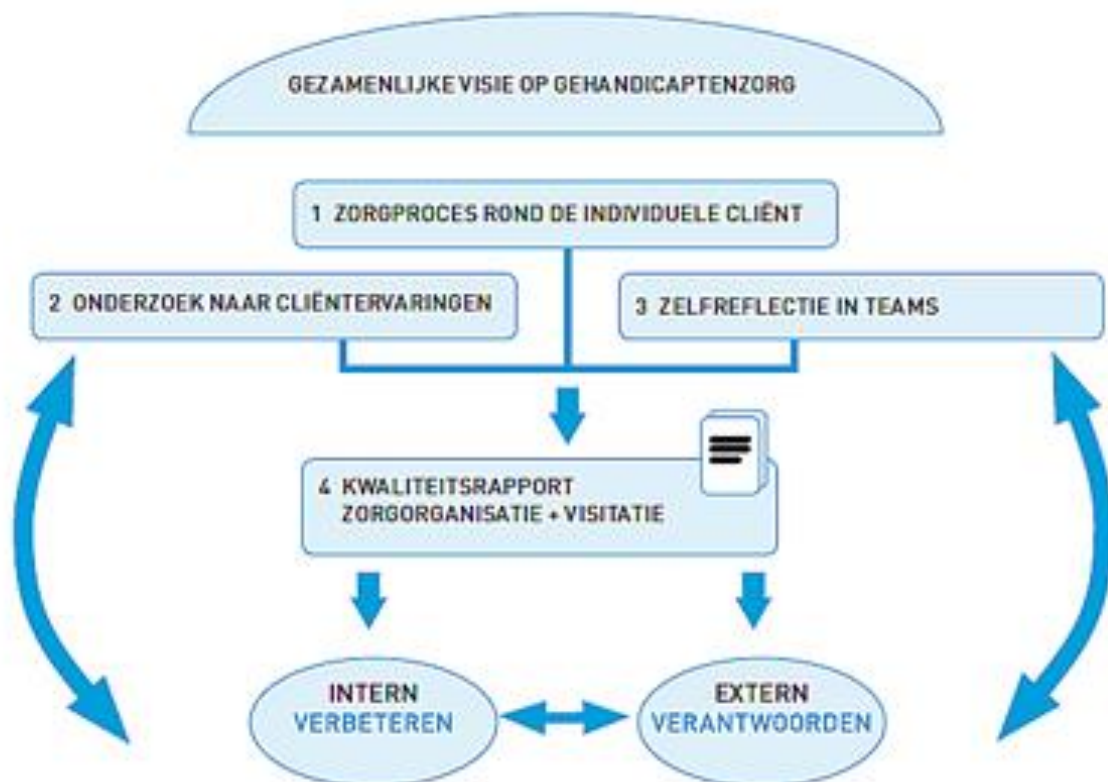 GEZAMENLIJKE VISIE OP GEHANDICAPTENZORG
1 ZORGPROCES ROND DE INDIVIDUELE CLIËNT
2 ONDERZOEK NAAR CLIËNTERVARINGEN
3 ZELFREFLECTIE IN TEAMS
4 KWALITEITSRAPPORT
ZORGORGANISATIE + VISITATIE
INTERN
VERBETEREN
EXTERN
VERANTWOORDEN